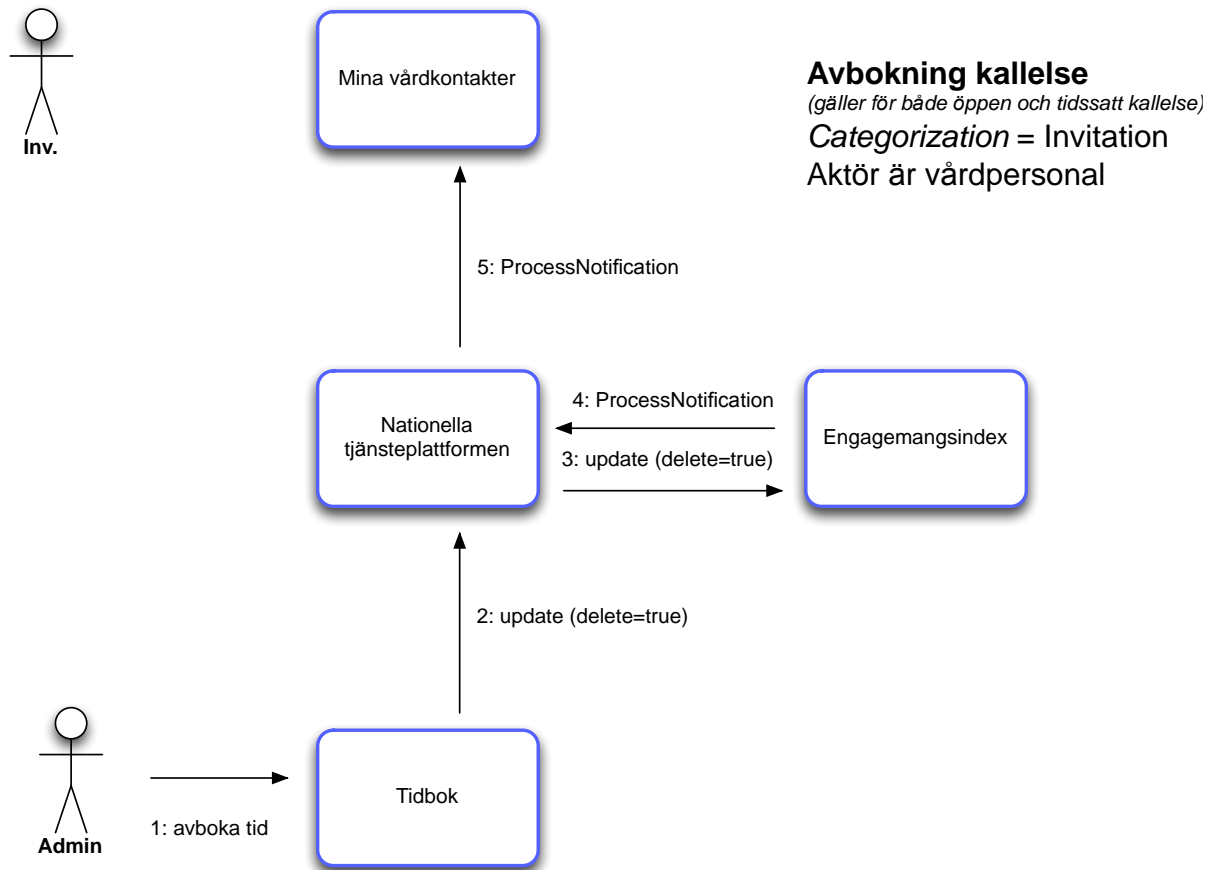 Mina vårdkontakter
Avbokning kallelse
(gäller för både öppen och tidssatt kallelse)
Categorization = Invitation
Aktör är vårdpersonal
Inv.
5: ProcessNotification
Nationella
tjänsteplattformen
4: ProcessNotification
3: update (delete=true)
Engagemangsindex
2: update (delete=true)
Admin
1: avboka tid
Tidbok